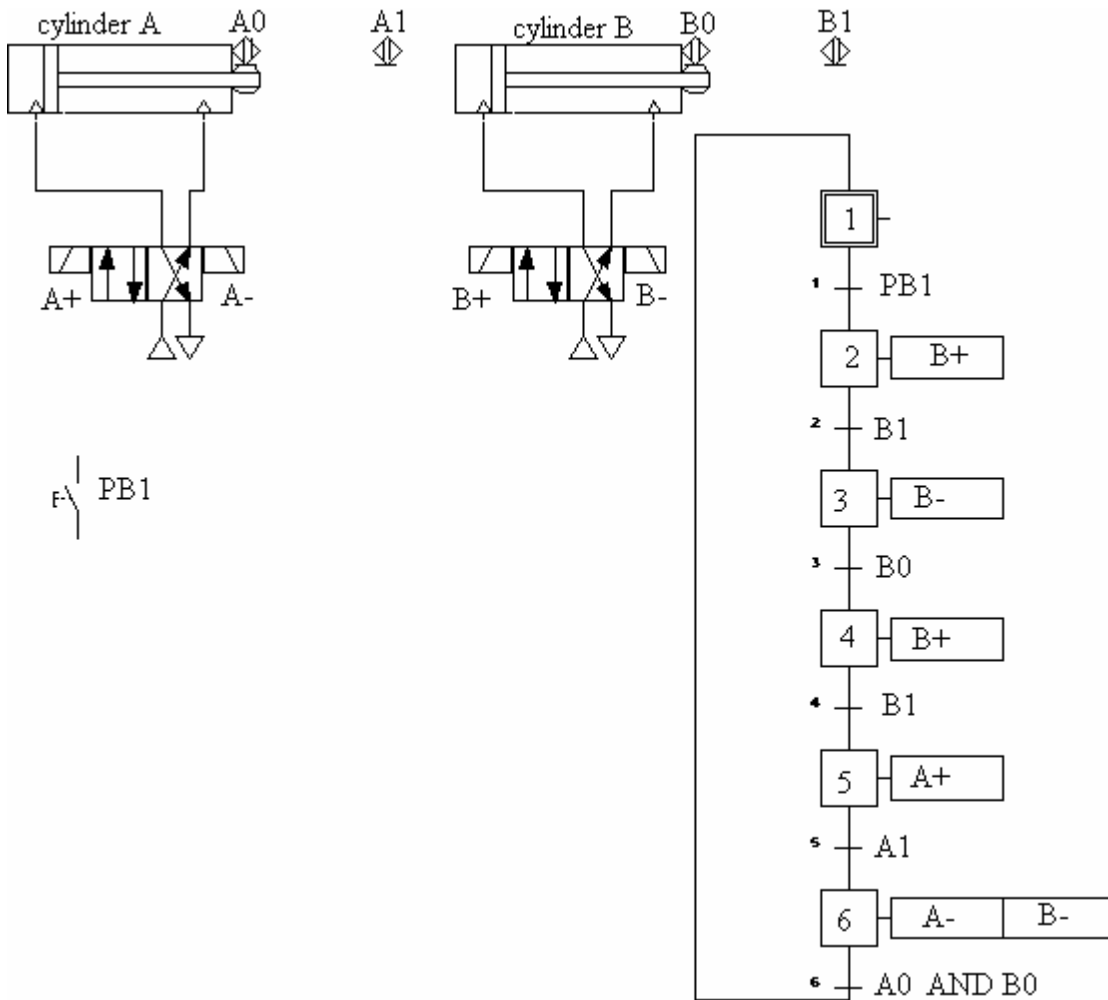 cylinder A A0 A1 cylinder B B0 B1
A+ A- B+ B-
PB1
1
1 PB1
2 B+
2 B1
3 B-
3 B0
4 B+
4 B1
5 A+
5 A1
6 A- B-
6 A0 AND B0